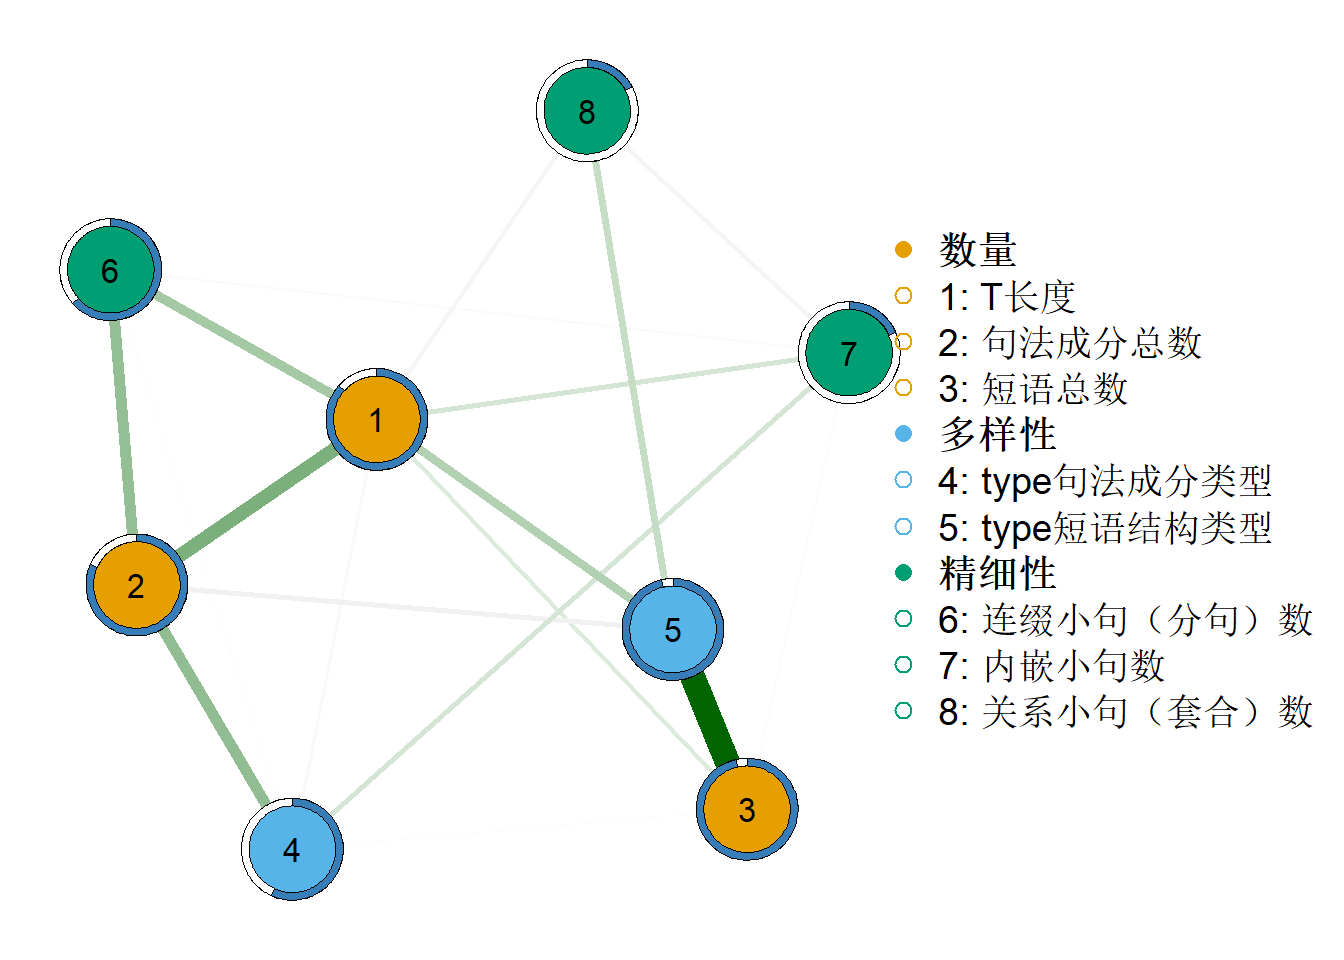 8
6
7
1
2
5
3
4
数量
1: T长度
2: 句法成分总数
3: 短语总数
多样性
4: type句法成分类型
5: type短语结构类型
精细性
6: 连缀小句（分句）数
7: 内嵌小句数
8: 关系小句（套合）数